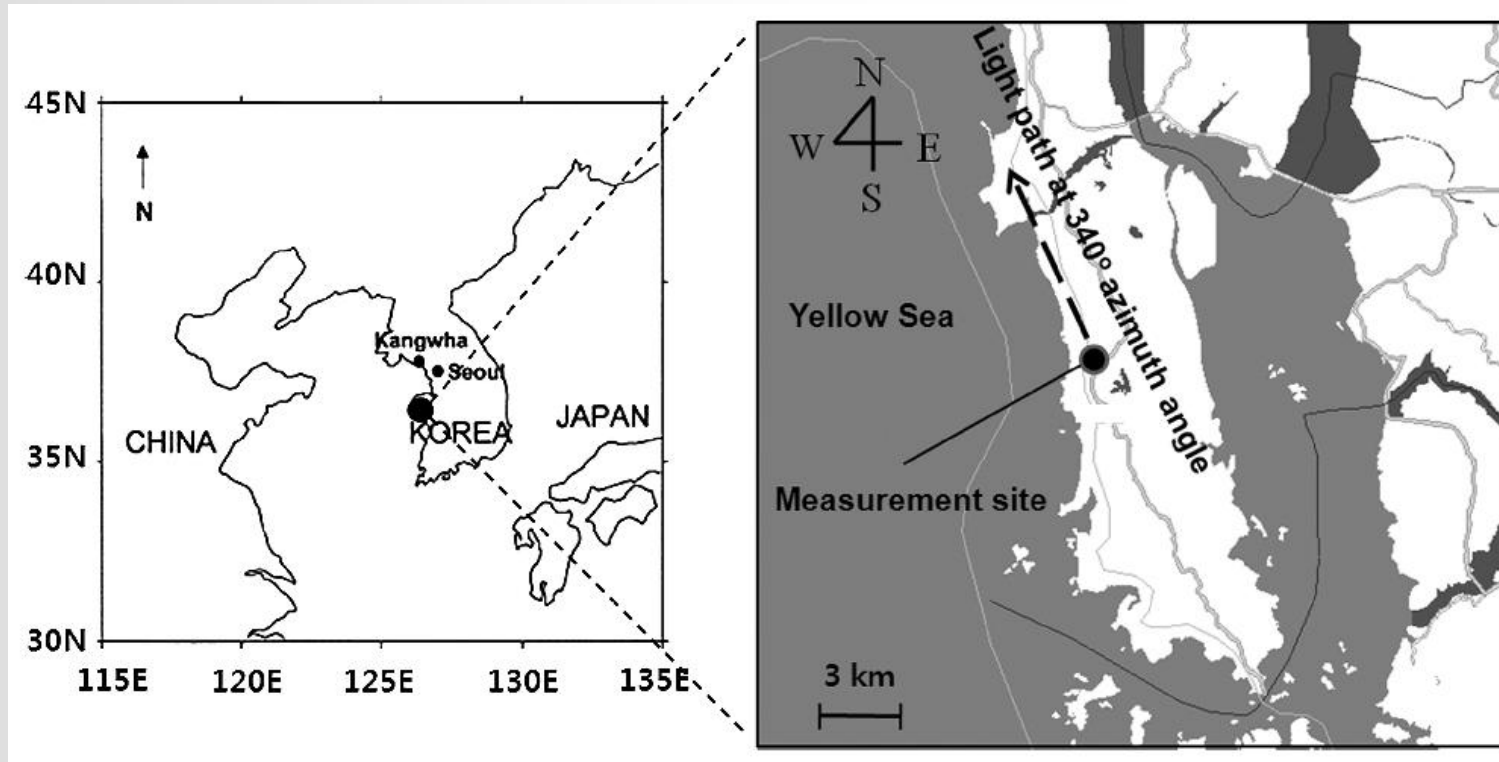 45N
40N
35N
30N
115E
120E
125E
130E
135E
N
Kangwha
Seoul
KOREA
CHINA
JAPAN
N
W
E
S
Light path at 340° azimuth angle
Yellow Sea
Measurement site
3 km